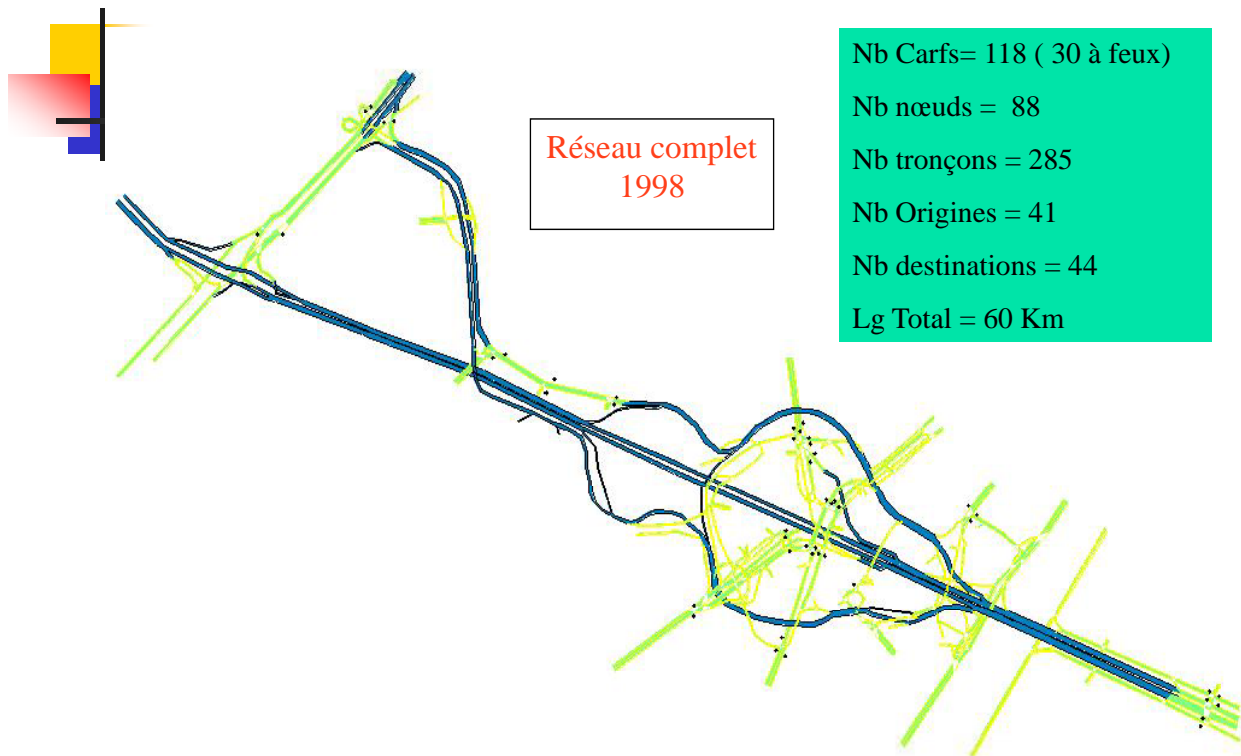 Réseau complet
1998
Nb Carfs= 118 ( 30 à feux)
Nb nœuds =  88
Nb tronçons = 285
Nb Origines = 41
Nb destinations = 44
Lg Total = 60 Km